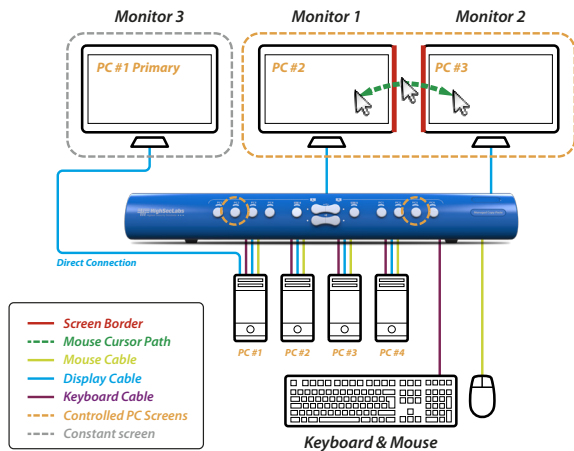 Monitor 3
Monitor 1
Monitor 2
PC #1 Primary
PC #2
PC #3
HighSecLabs
Direct Connection
PC #1
PC #2
PC #3
PC #4
Screen Border
Mouse Cursor Path
Mouse Cable
Display Cable
Keyboard Cable
Controlled PC Screens
Constant screen
Keyboard & Mouse